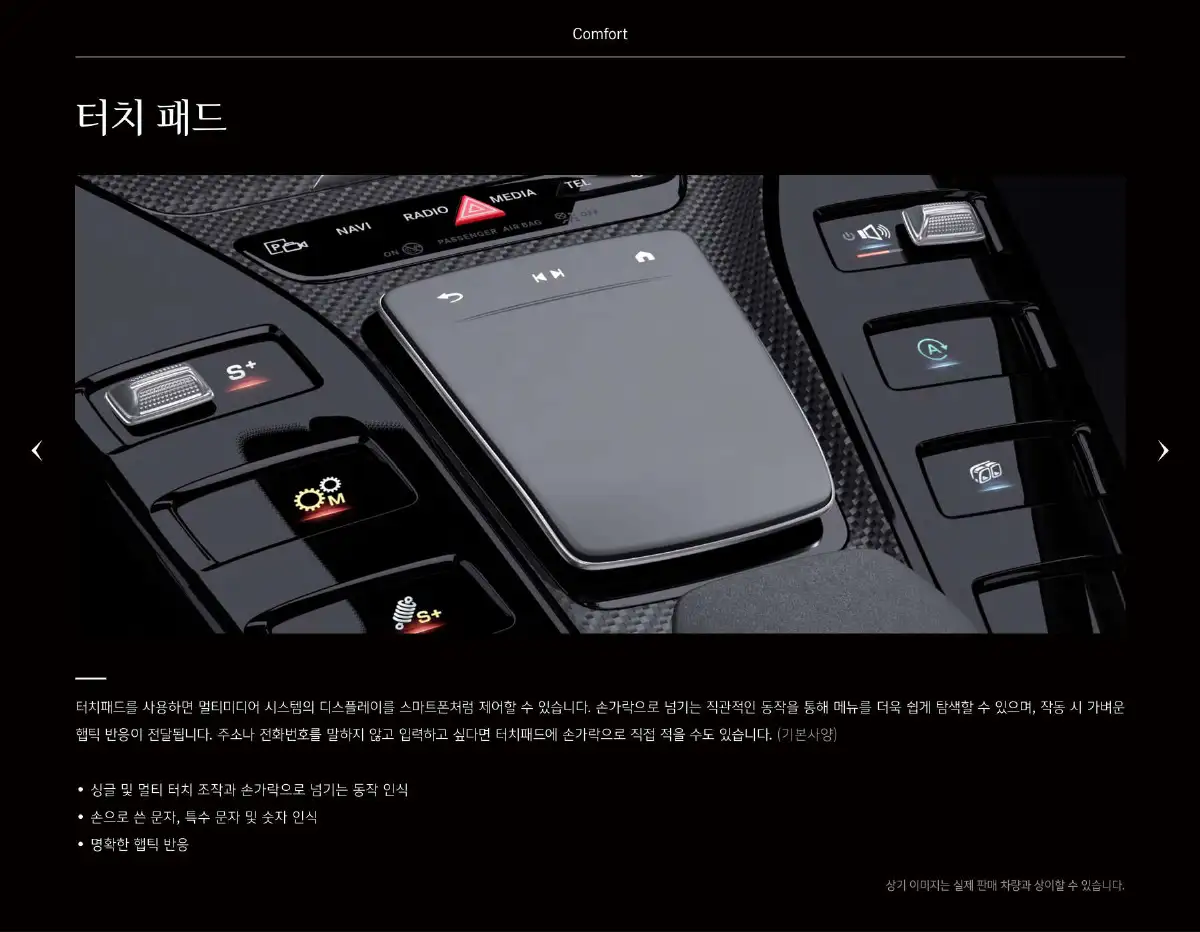 Comfort
터치 패드
NAVI
RADIO
MEDIA
TEL
P
ON
PASSENGER AIR BAG
OFF
S+
A
M
S+
터치패드를 사용하면 멀티미디어 시스템의 디스플레이를 스마트폰처럼 제어할 수 있습니다. 손가락으로 넘기는 직관적인 동작을 통해 메뉴를 더욱 쉽게 탐색할 수 있으며, 작동 시 가벼운
햅틱 반응이 전달됩니다. 주소나 전화번호를 말하지 않고 입력하고 싶다면 터치패드에 손가락으로 직접 적을 수도 있습니다. (기본사양)
• 싱글 및 멀티 터치 조작과 손가락으로 넘기는 동작 인식
• 손으로 쓴 문자, 특수 문자 및 숫자 인식
• 명확한 햅틱 반응
상기 이미지는 실제 판매 차량과 상이할 수 있습니다.